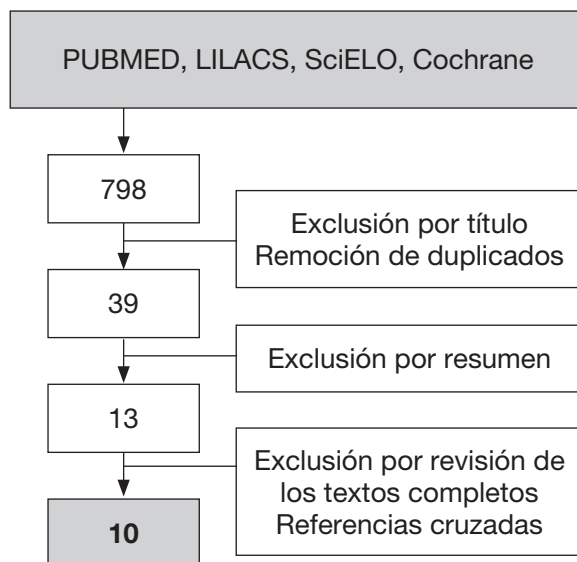 PUBMED, LILACS, SciELO, Cochrane
798
Exclusión por título
Remoción de duplicados
39
Exclusión por resumen
13
Exclusión por revisión de
los textos completos
Referencias cruzadas
10